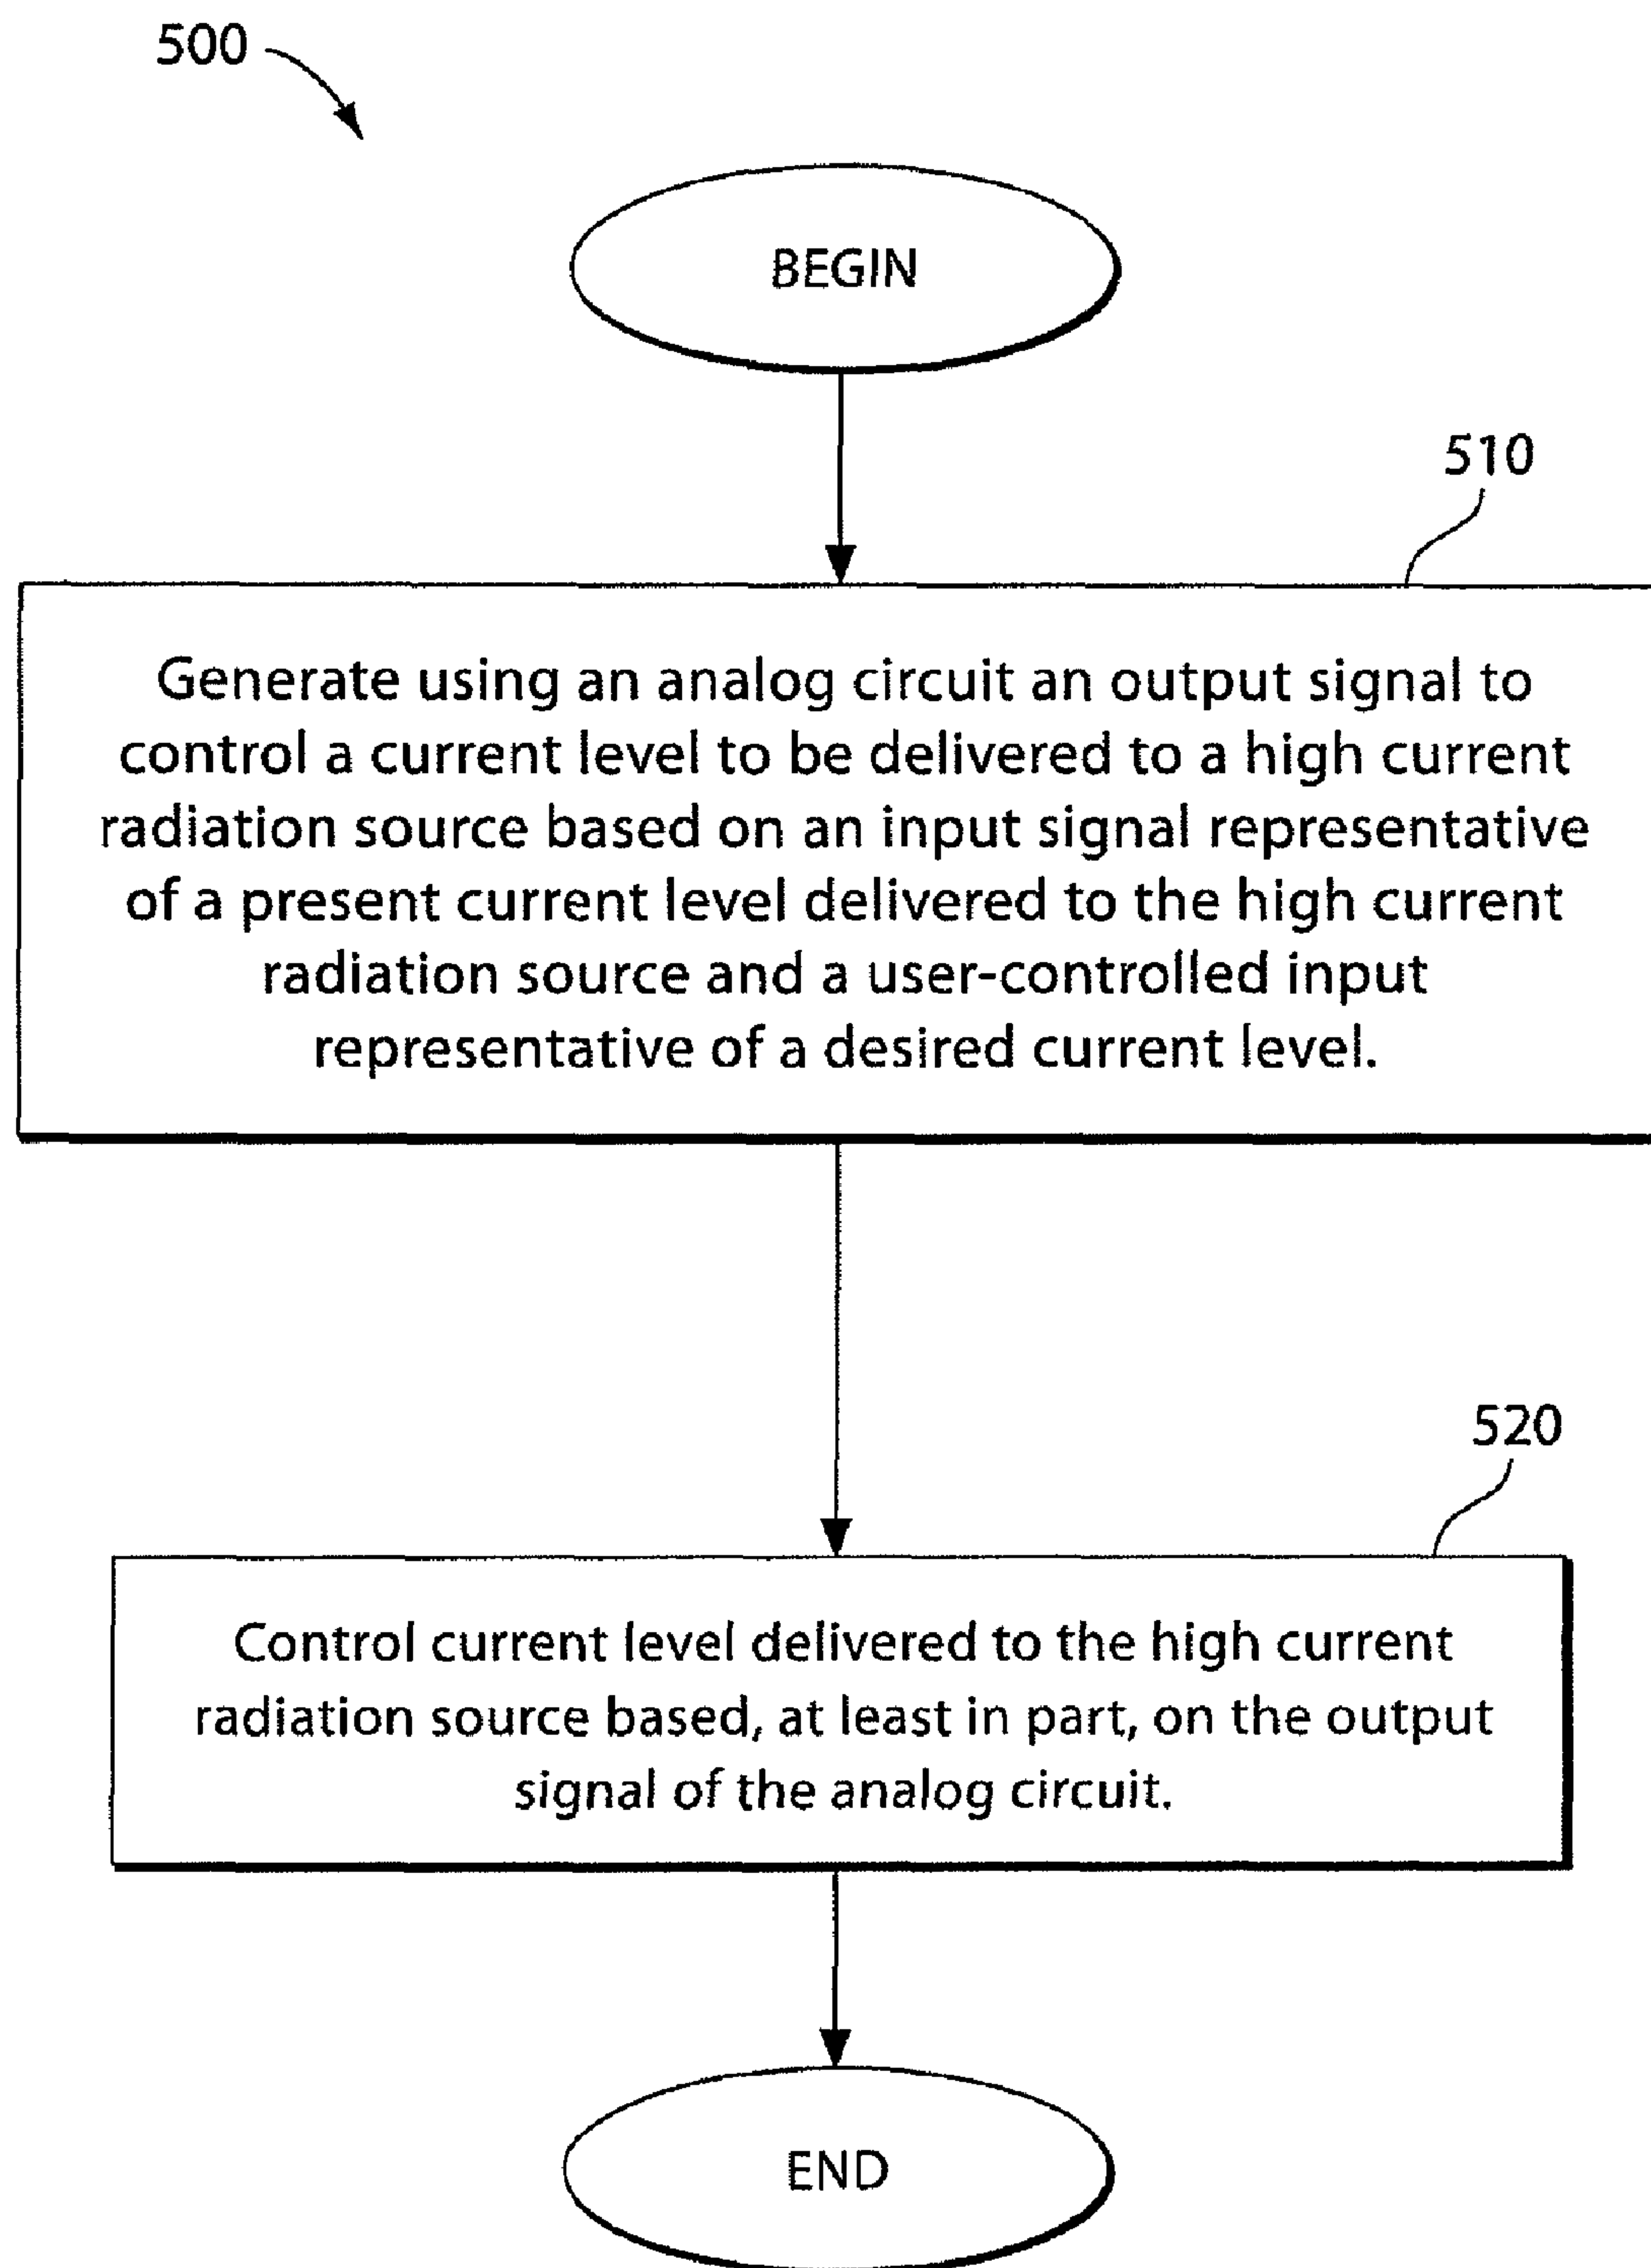 500
BEGIN
510
Generate using an analog circuit an output signal to
control a current level to be delivered to a high current
radiation source based on an input signal representative
of a present current level delivered to the high current
radiation source and a user-controlled input
representative of a desired current level.
520
Control current level delivered to the high current
radiation source based, at least in part, on the output
signal of the analog circuit.
END